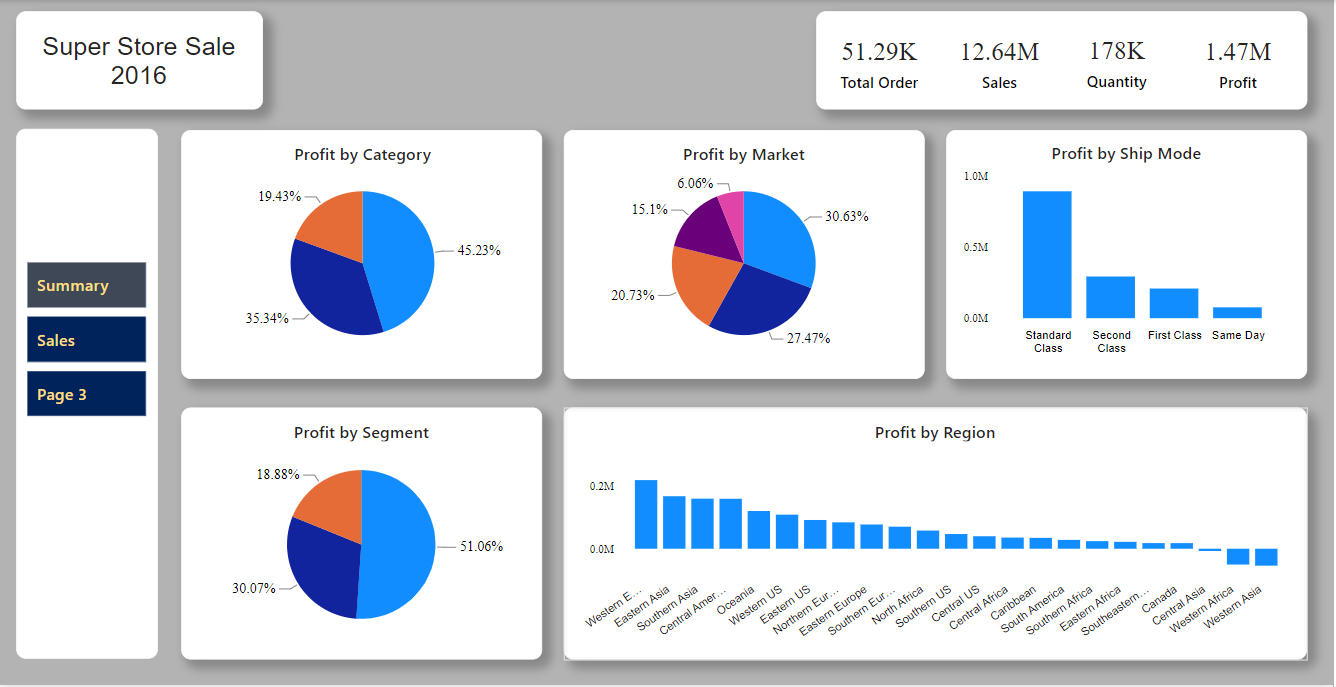 Super Store Sale
2016
51.29K
12.64M
178K
1.47M
Total Order
Sales
Quantity
Profit
Summary
Sales
Page 3
Profit by Category
19.43%
45.23%
35.34%
Profit by Market
6.06%
15.1%
30.63%
20.73%
27.47%
Profit by Ship Mode
1.0M
0.5M
0.0M
Standard
Class
Second
Class
First Class
Same Day
Profit by Segment
18.88%
51.06%
30.07%
Profit by Region
0.2M
0.0M
Western E...
Eastern Asia
Southern Asia
Central Amer...
Oceania
Western US
Eastern US
Northern Eur...
Eastern Europe
Southern Eur...
North Africa
Southern US
Central US
Central Africa
Caribbean
South America
Southern Africa
Eastern Africa
Southeastern...
Canada
Central Asia
Western Africa
Western Asia